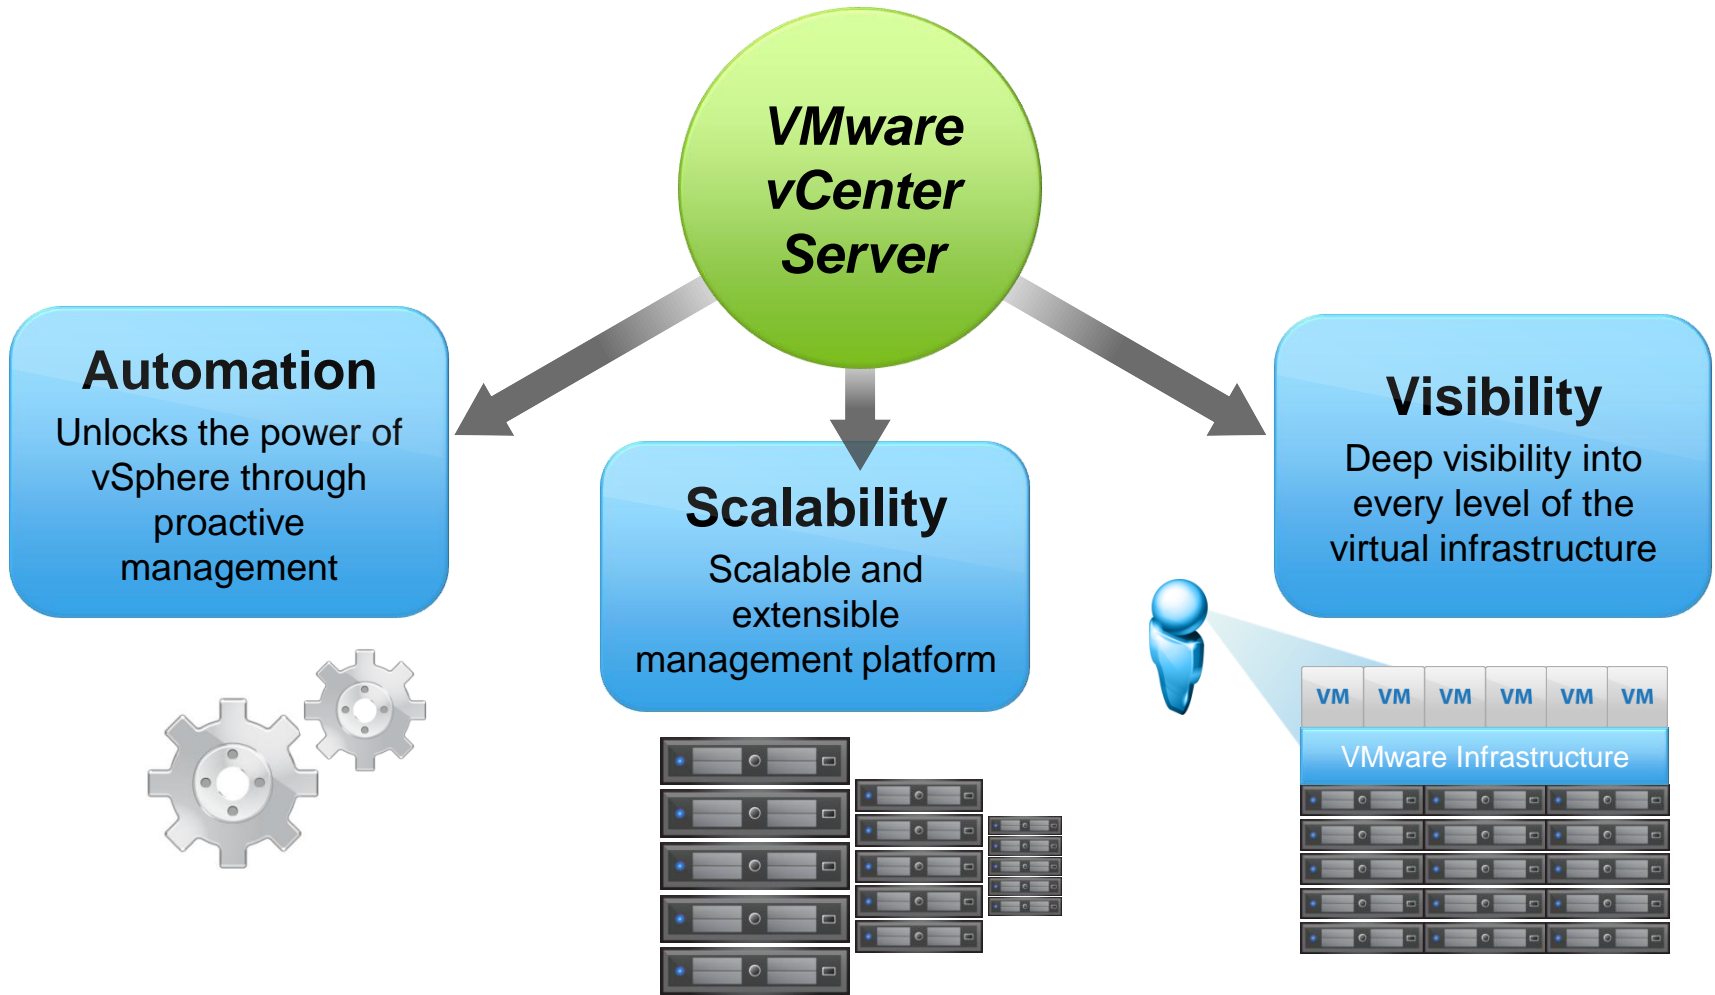 VMware
vCenter
Server
Automation
Unlocks the power of
vSphere through
proactive
management
Scalability
Scalable and
extensible
management platform
Visibility
Deep visibility into
every level of the
virtual infrastructure
VM VM VM VM VM VM
VMware Infrastructure